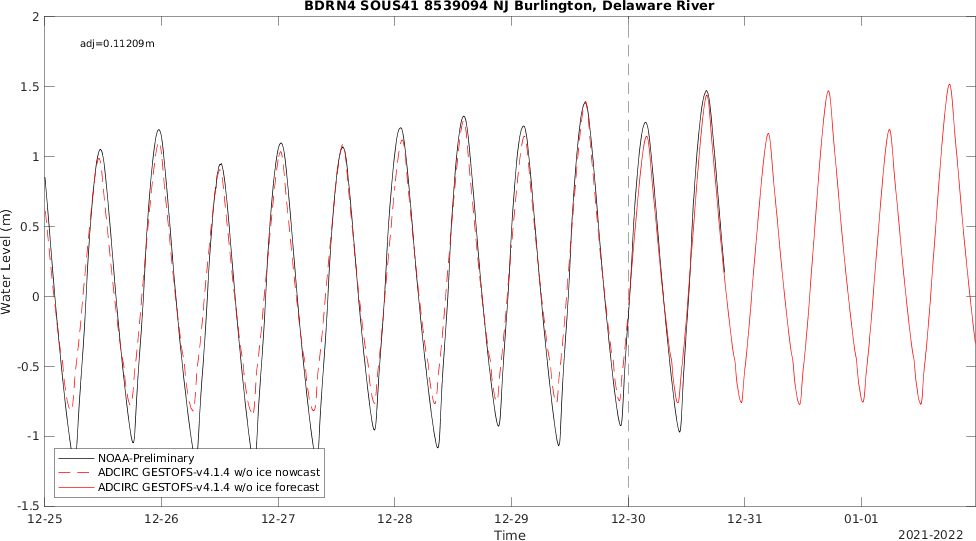 BDRN4 SOUS41 8539094 NJ Burlington, Delaware River
2
adj=0.11209m
1.5
1
0.5
0
-0.5
-1
-1.5
Water Level (m)
NOAA-Preliminary
ADCIRC GESTOFS-v4.1.4 w/o ice nowcast
ADCIRC GESTOFS-v4.1.4 w/o ice forecast
12-25 12-26 12-27 12-28 12-29 12-30 12-31 01-01
Time
2021-2022